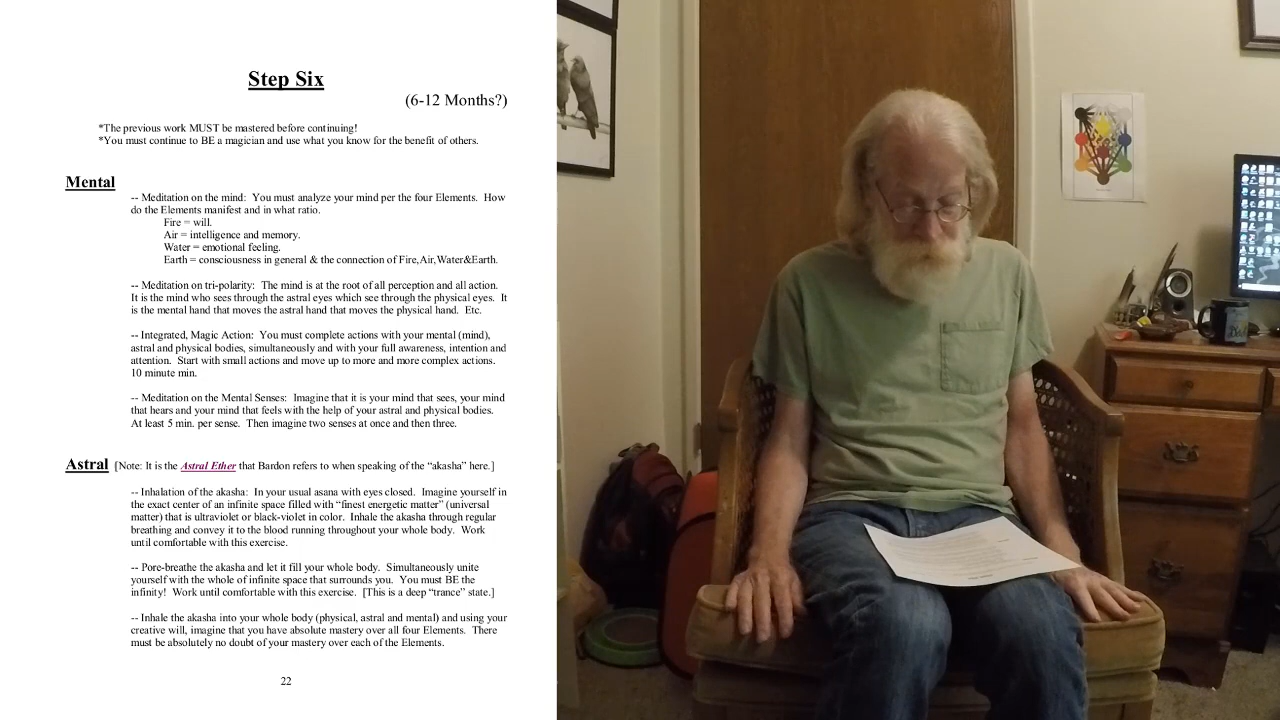 Step Six
(6-12 Months?)
*The previous work MUST be mastered before continuing!
*You must continue to BE a magician and use what you know for the benefit of others.
Mental
-- Meditation on the mind: You must analyze your mind per the four Elements. How
do the Elements manifest and in what ratio.
Fire = will.
Air = intelligence and memory.
Water = emotional feeling.
Earth = consciousness in general & the connection of Fire,Air,Water&Earth.
-- Meditation on tri-polarity: The mind is at the root of all perception and all action.
It is the mind who sees through the astral eyes which see through the physical eyes. It
is the mental hand that moves the astral hand that moves the physical hand. Etc.
-- Integrated, Magic Action: You must complete actions with your mental (mind),
astral and physical bodies, simultaneously and with your full awareness, intention and
attention. Start with small actions and move up to more and more complex actions.
10 minute min.
-- Meditation on the Mental Senses: Imagine that it is your mind that sees, your mind
that hears and your mind that feels with the help of your astral and physical bodies.
At least 5 min. per sense. Then imagine two senses at once and then three.
Astral [Note: It is the Astral Ether that Bardon refers to when speaking of the “akasha” here.]
-- Inhalation of the akasha: In your usual asana with eyes closed. Imagine yourself in
the exact center of an infinite space filled with “finest energetic matter” (universal
matter) that is ultraviolet or black-violet in color. Inhale the akasha through regular
breathing and convey it to the blood running throughout your whole body. Work
until comfortable with this exercise.
-- Pore-breathe the akasha and let it fill your whole body. Simultaneously unite
yourself with the whole of infinite space that surrounds you. You must BE the
infinity! Work until comfortable with this exercise. [This is a deep “trance” state.]
-- Inhale the akasha into your whole body (physical, astral and mental) and using your
creative will, imagine that you have absolute mastery over all four Elements. There
must be absolutely no doubt of your mastery over each of the Elements.
22